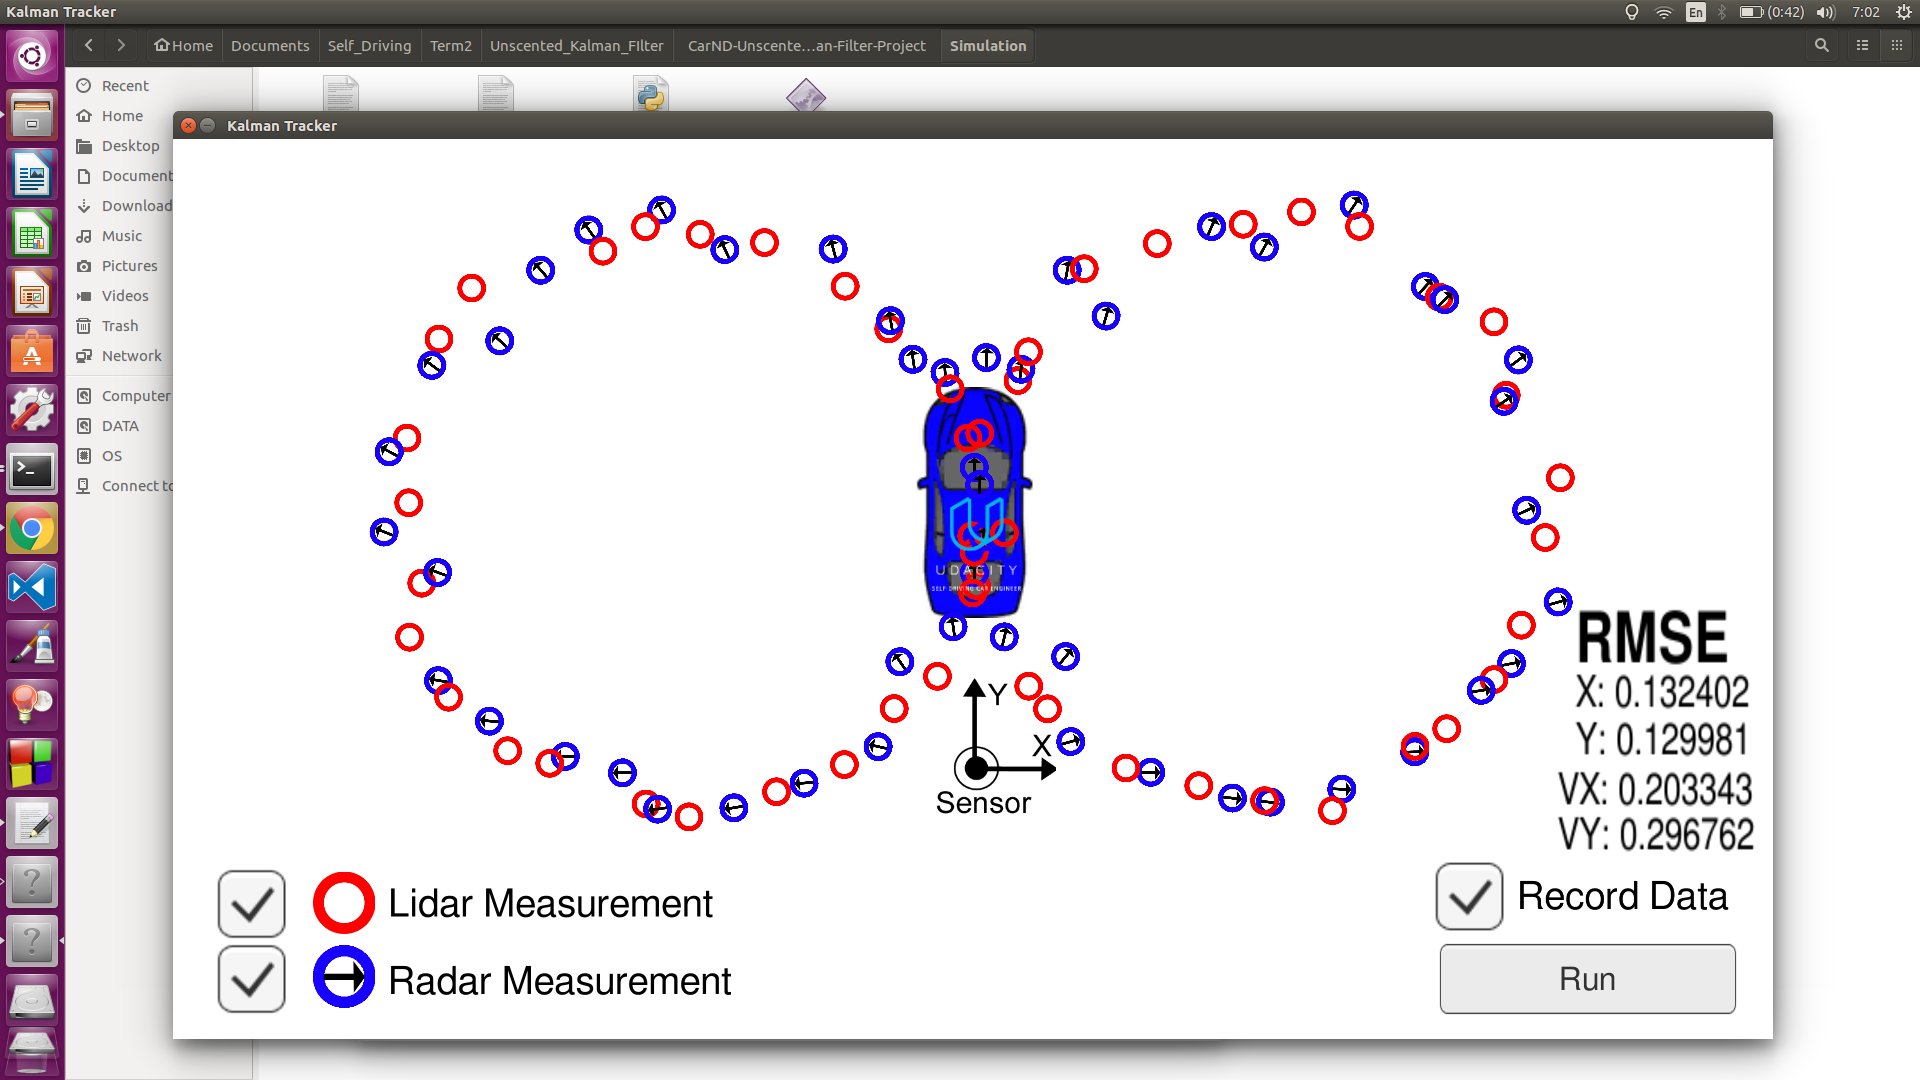 Kalman Tracker
En
(0:42)
7:02
Home
Documents
Self_Driving
Term2
Unscented_Kalman_FIlter
CarND-Unscente…an-Filter-Project
Simulation
Recent
Home
Desktop
Document
Download
Music
Pictures
Videos
Trash
Network
Computer
DATA
OS
Connect to
Kalman Tracker
UDACITY
SELF DRIVING CAR ENGINEER
Y
X
Sensor
RMSE
X: 0.132402
Y: 0.129981
VX: 0.203343
VY: 0.296762
Lidar Measurement
Radar Measurement
Record Data
Run